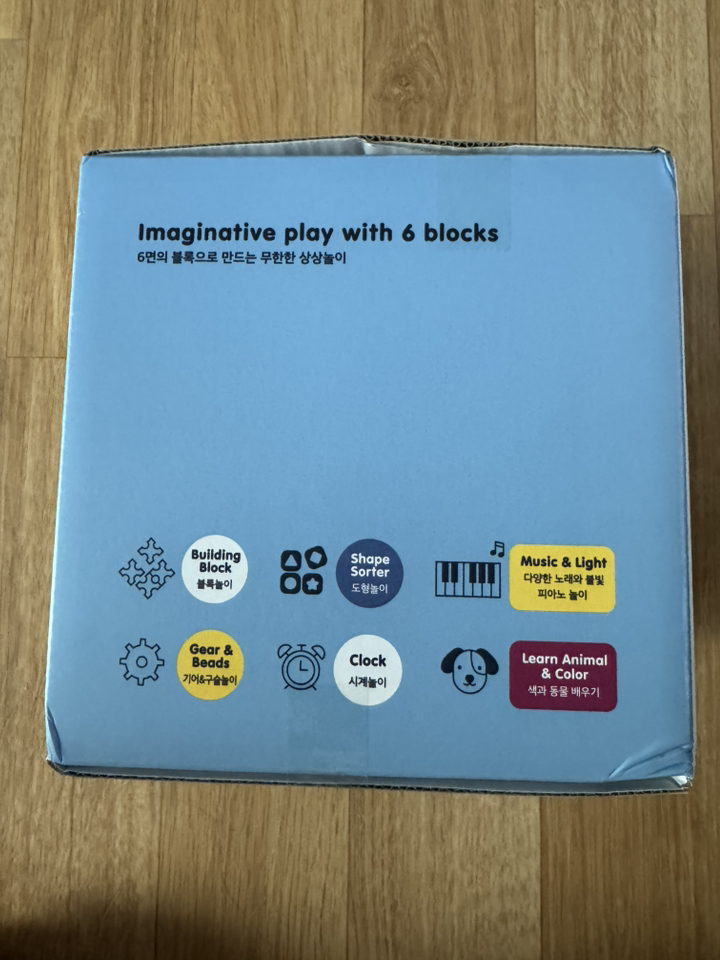 Imaginative play with 6 blocks
6면의 블록으로 만드는 무한한 상상놀이
Building
Block
블록놀이
Shape
Sorter
도형놀이
Music & Light
다양한 노래와 불빛
피아노 놀이
Gear &
Beads
기어&구슬놀이
Clock
시계놀이
Learn Animal
& Color
색과 동물 배우기